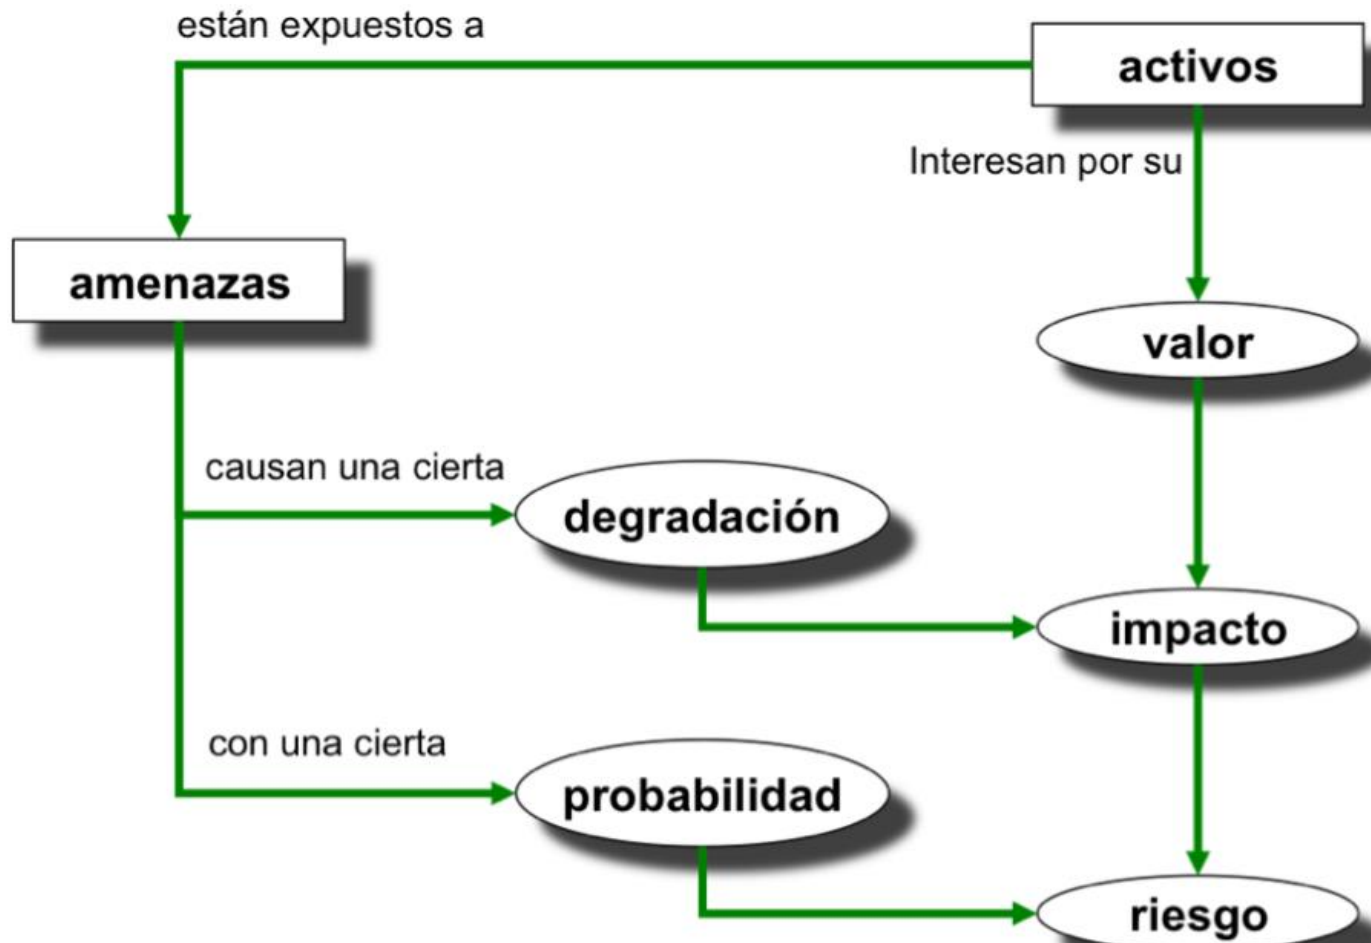 están expuestos a
activos
Interesan por su
amenazas
valor
causan una cierta
degradación
impacto
con una cierta
probabilidad
riesgo